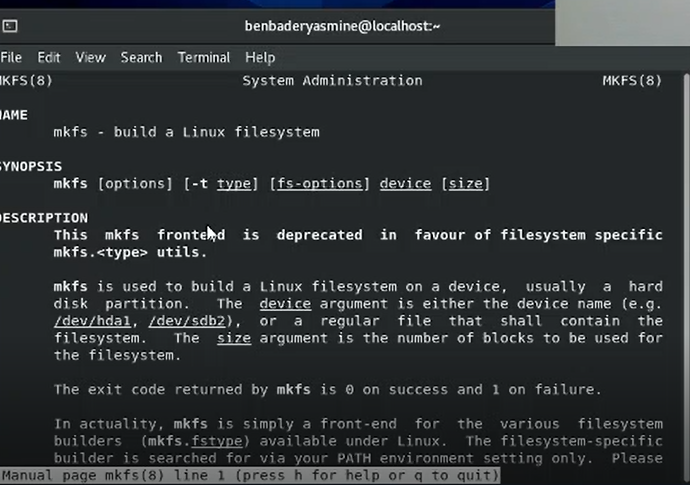 benbaderyasmine@localhost:~
File Edit View Search Terminal Help
MKFS(8) System Administration MKFS(8)
NAME
mkfs - build a Linux filesystem
SYNOPSIS
mkfs [options] [-t type] [fs-options] device [size]
DESCRIPTION
This mkfs frontend is deprecated in favour of filesystem specific
mkfs.<type> utils.
mkfs is used to build a Linux filesystem on a device, usually a hard
disk partition. The device argument is either the device name (e.g.
/dev/hda1, /dev/sdb2), or a regular file that shall contain the
filesystem. The size argument is the number of blocks to be used for
the filesystem.
The exit code returned by mkfs is 0 on success and 1 on failure.
In actuality, mkfs is simply a front-end for the various filesystem
builders (mkfs.fstype) available under Linux. The filesystem-specific
builder is searched for via your PATH environment setting only. Please
Manual page mkfs(8) line 1 (press h for help or q to quit)